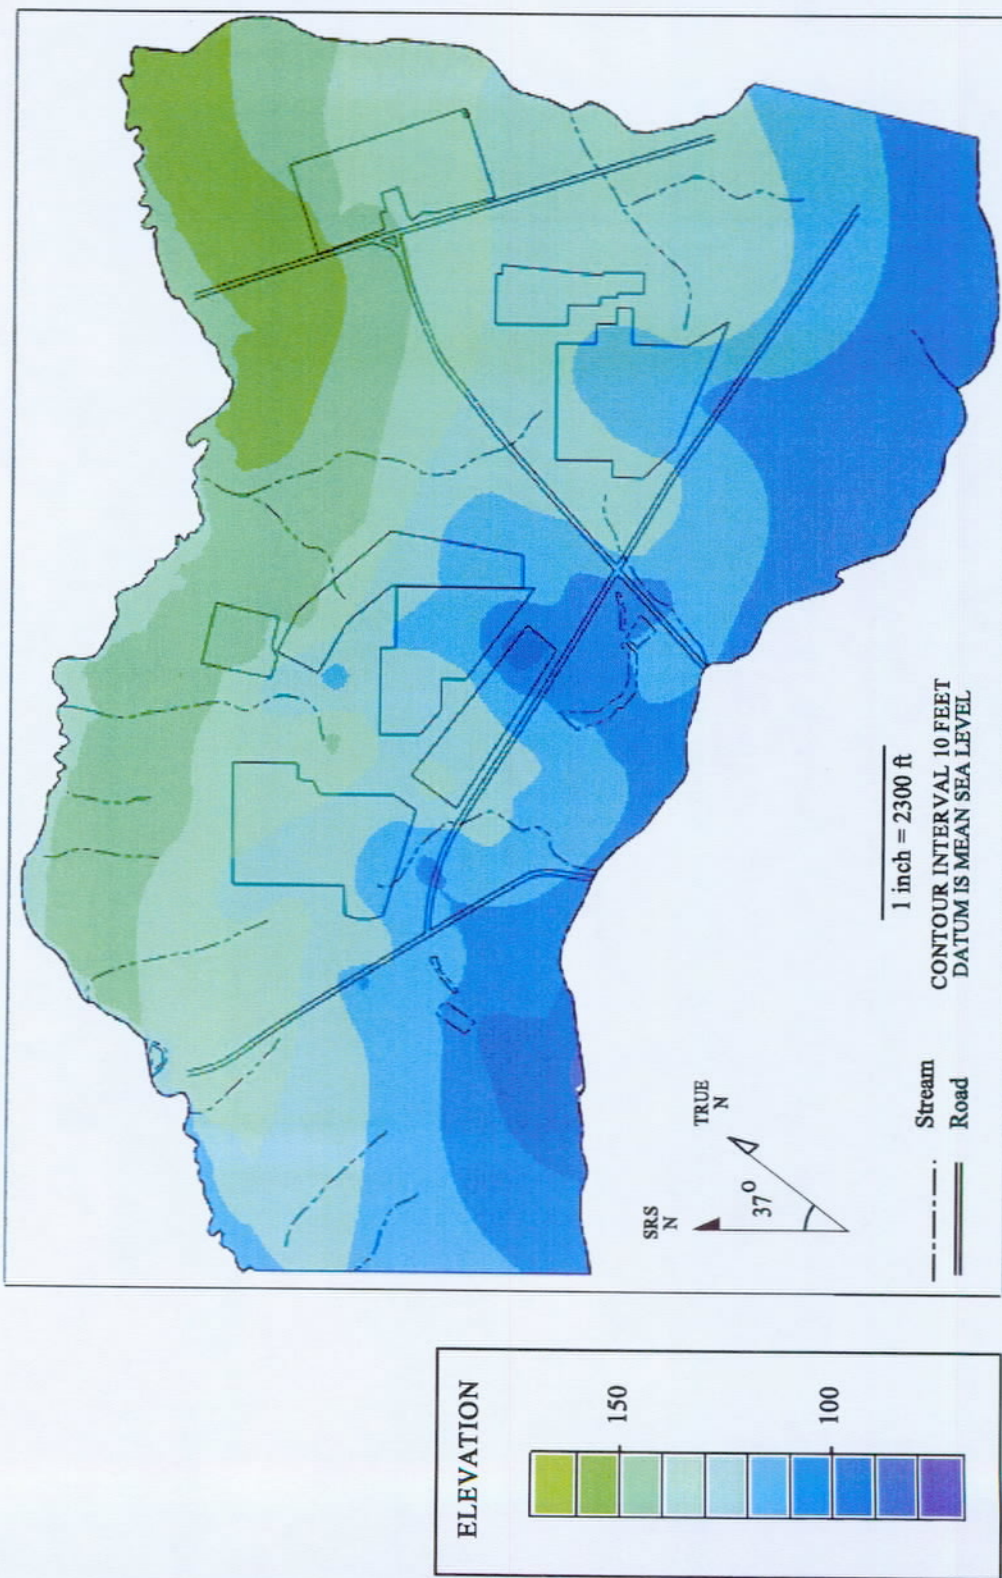 1 inch = 2300 ft
CONTOUR INTERVAL 10 FEET
DATUM IS MEAN SEA LEVEL
SRS
N
TRUE
N
37°
Stream
Road
ELEVATION
150
100